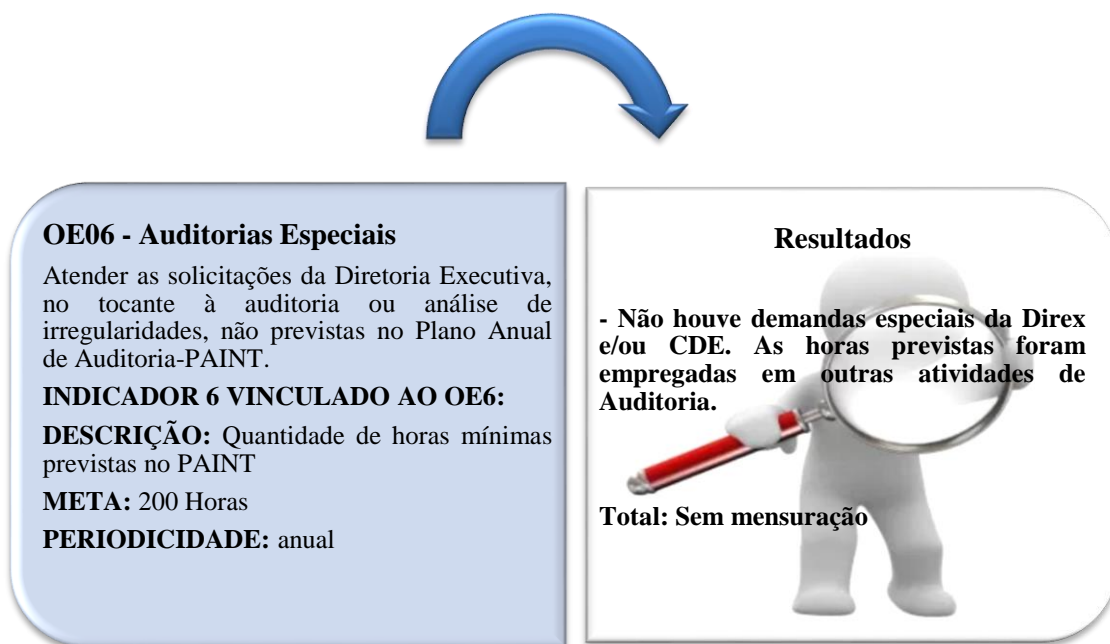 OE06 - Auditorias Especiais
Atender as solicitações da Diretoria Executiva,
no tocante à auditoria ou análise de
irregularidades, não previstas no Plano Anual
de Auditoria-PAINT.
INDICADOR 6 VINCULADO AO OE6:
DESCRIÇÃO: Quantidade de horas mínimas
previstas no PAINT
META: 200 Horas
PERIODICIDADE: anual
Resultados
- Não houve demandas especiais da Direx
e/ou CDE. As horas previstas foram
empregadas em outras atividades de
Auditoria.
Total: Sem mensuração